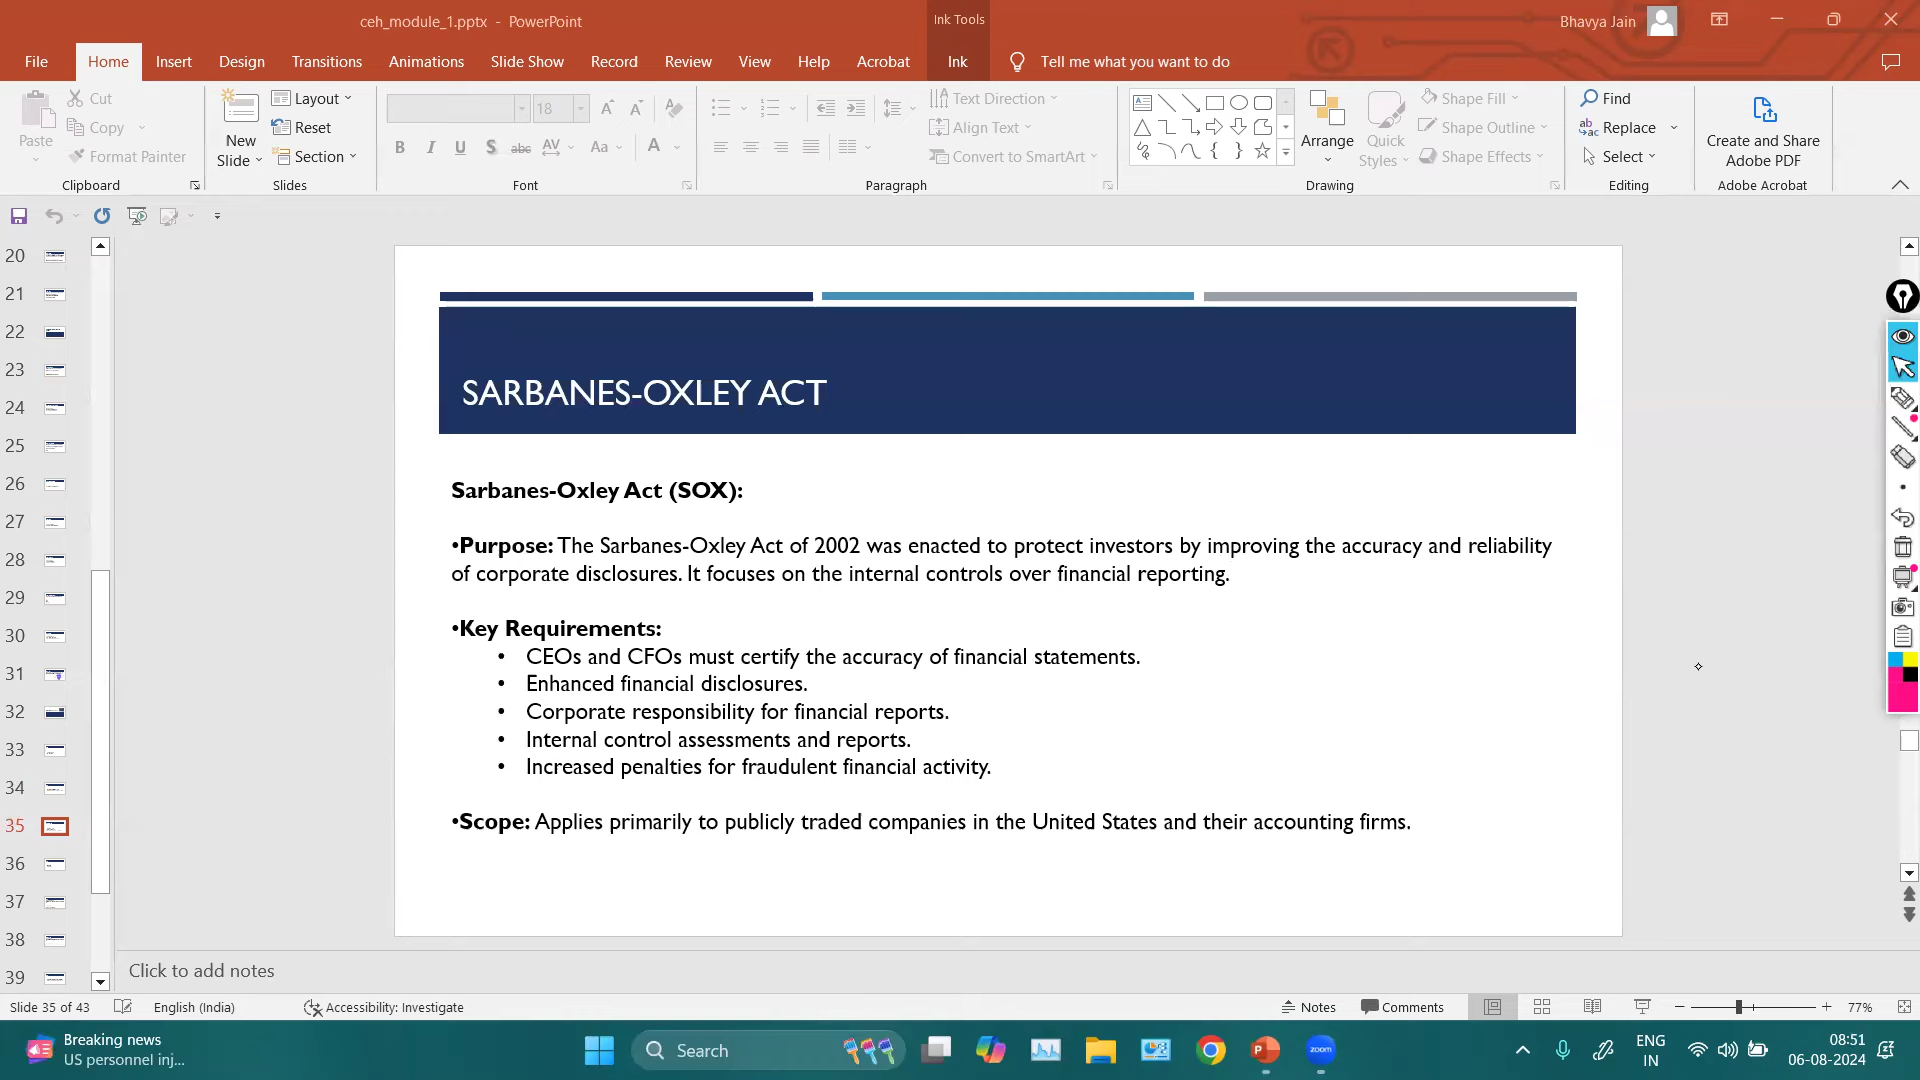 ceh_module_1.pptx - PowerPoint
Ink Tools
Bhavya Jain
File Home Insert Design Transitions Animations Slide Show Record Review View Help Acrobat Ink Tell me what you want to do
Paste
Cut
Copy
Format Painter
Clipboard
New Slide
Layout
Reset
Section
Slides
18
B I U S abc AV Aa A
Font
Text Direction
Align Text
Convert to SmartArt
Paragraph
Arrange
Quick Styles
Shape Fill
Shape Outline
Shape Effects
Drawing
Find
Replace
Select
Editing
Create and Share
Adobe PDF
Adobe Acrobat
20
21
22
23
24
25
26
27
28
29
30
31
32
33
34
35
36
37
38
39
SARBANES-OXLEY ACT
Sarbanes-Oxley Act (SOX):
•Purpose: The Sarbanes-Oxley Act of 2002 was enacted to protect investors by improving the accuracy and reliability
of corporate disclosures. It focuses on the internal controls over financial reporting.
•Key Requirements:
• CEOs and CFOs must certify the accuracy of financial statements.
• Enhanced financial disclosures.
• Corporate responsibility for financial reports.
• Internal control assessments and reports.
• Increased penalties for fraudulent financial activity.
•Scope: Applies primarily to publicly traded companies in the United States and their accounting firms.
Click to add notes
Slide 35 of 43 English (India) Accessibility: Investigate Notes Comments 77%
Breaking news
US personnel inj...
Search
zoom
ENG
IN
08:51
06-08-2024